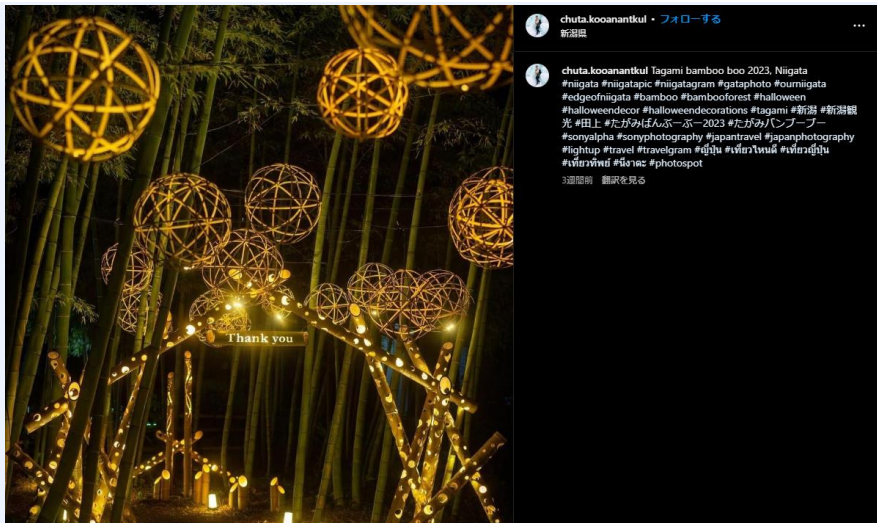 chuta.kooanantkul • フォローする
新潟県
...
chuta.kooanantkul Tagami bamboo boo 2023, Niigata
#niigata #niigatapic #niigatagram #gataphoto #ourniigata
#edgeofniigata #bamboo #bambooforest #halloween
#halloweendecor #halloweendecorations #tagami #新潟 #新潟観
光 #田上 #たがみばんぶーぶー2023 #たがみバンブーブー
#sonyalpha #sonyphotography #japantravel #japanphotography
#lightup #travel #travelgram #ญี่ปุ่น #เที่ยวไหนดี #เที่ยวญี่ปุ่น
#เที่ยวทิพย์ #นีงาตะ #photospot
3週間前 翻訳を見る
Thank you